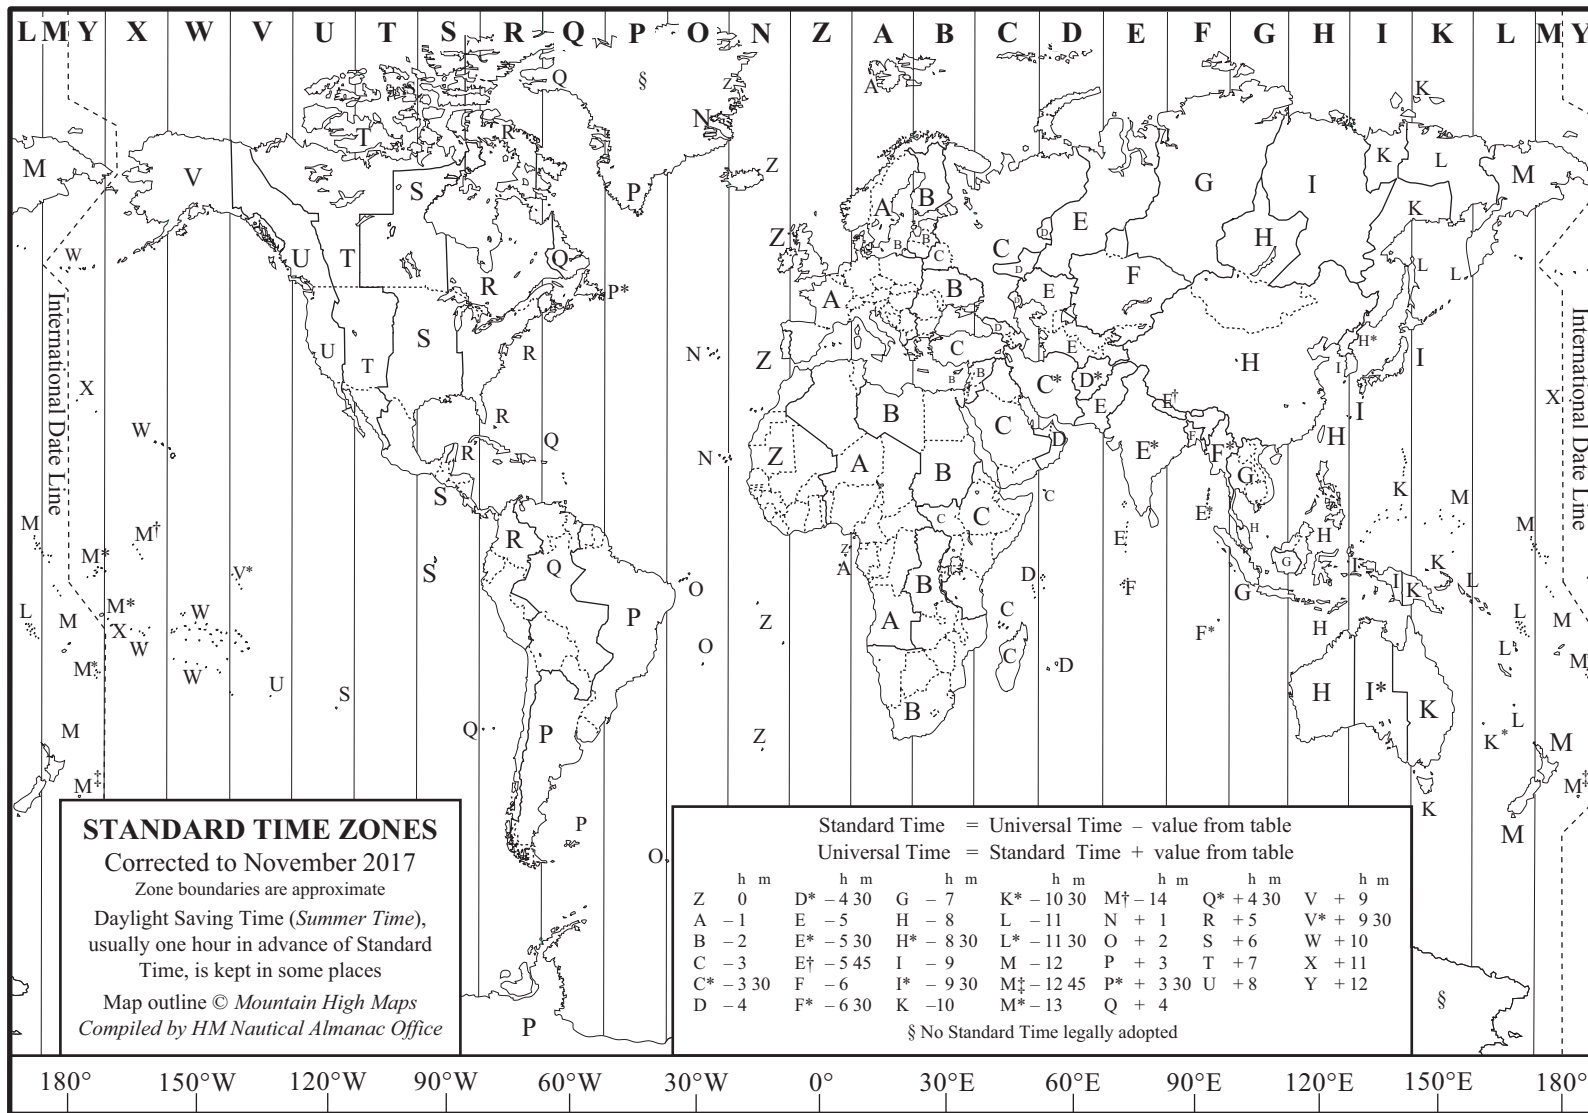 L M Y X W V U T S R Q P O N Z A B C D E F G H I K L M Y
Q § Z A K
N
T R Z
M V S P A B G I K L M
K
Z B B E H
W U T Q C D C L L
R P* A B E F
International Date Line
International Date Line
U T S R N Z C D E H H* I I
X B B C* D* E E† X
W R Q B C D E* F F* H I
R N Z A B G
S K M
M M† R C C E* H H M
M* S Q Z A B D E G I K
V* F L
L M M* W P O Z C G I K L M
X W O A F* H L
M* W U S C D H I* K M*
M Q P Z B K* L M
M‡ K M M‡
P O
P §
STANDARD TIME ZONES
Corrected to November 2017
Zone boundaries are approximate
Daylight Saving Time (Summer Time),
usually one hour in advance of Standard
Time, is kept in some places
Map outline © Mountain High Maps
Compiled by HM Nautical Almanac Office
Standard Time = Universal Time – value from table
Universal Time = Standard Time + value from table
h m h m h m h m h m h m h m
Z 0 D* – 4 30 G – 7 K* – 10 30 M† – 14 Q* + 4 30 V + 9
A – 1 E – 5 H – 8 L – 11 N + 1 R + 5 V* + 9 30
B – 2 E* – 5 30 H* – 8 30 L* – 11 30 O + 2 S + 6 W + 10
C – 3 E† – 5 45 I – 9 M – 12 P + 3 T + 7 X + 11
C* – 3 30 F – 6 I* – 9 30 M‡ – 12 45 P* + 3 30 U + 8 Y + 12
D – 4 F* – 6 30 K – 10 M* – 13 Q + 4
§ No Standard Time legally adopted
180° 150°W 120°W 90°W 60°W 30°W 0° 30°E 60°E 90°E 120°E 150°E 180°